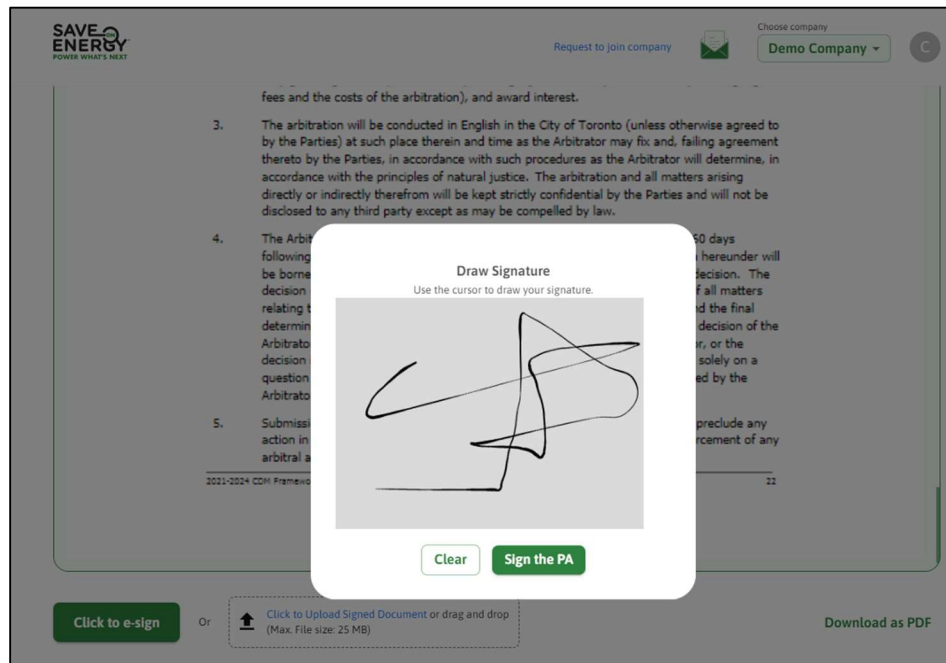 SAVE ON
ENERGY
POWER WHAT'S NEXT
Request to join company
Choose company
Demo Company
C
fees and the costs of the arbitration), and award interest.
3. The arbitration will be conducted in English in the City of Toronto (unless otherwise agreed to
by the Parties) at such place therein and time as the Arbitrator may fix and, failing agreement
thereto by the Parties, in accordance with such procedures as the Arbitrator will determine, in
accordance with the principles of natural justice. The arbitration and all matters arising
directly or indirectly therefrom will be kept strictly confidential by the Parties and will not be
disclosed to any third party except as may be compelled by law.
4. The Arbit 60 days
following hereunder will
be borne decision. The
decision f all matters
relating t nd the final
determin decision of the
Arbitrato or, or the
decision solely on a
question ed by the
Arbitrato
5. Submissi preclude any
action in rcement of any
arbitral a
2021-2024 CDM Framewo 22
Draw Signature
Use the cursor to draw your signature.
Clear
Sign the PA
Click to e-sign
Or
Click to Upload Signed Document or drag and drop
(Max. File size: 25 MB)
Download as PDF